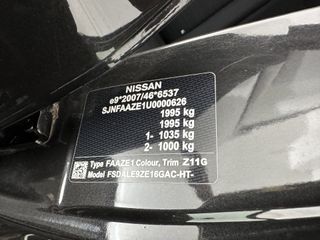 NISSAN
e9*2007/46*6537
SJNFAAZE1U0000626
1995 kg
1995 kg
1- 1035 kg
2- 1000 kg
Type FAAZE1 Colour, Trim Z11G
Model FSDALE9ZE16GAC-HT-